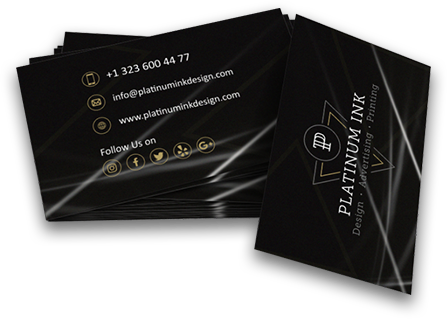 +1 323 600 44 77
info@platinuminkdesign.com
www.platinuminkdesign.com
Follow Us on
PLATINUM INK
Design • Advertising • Printing